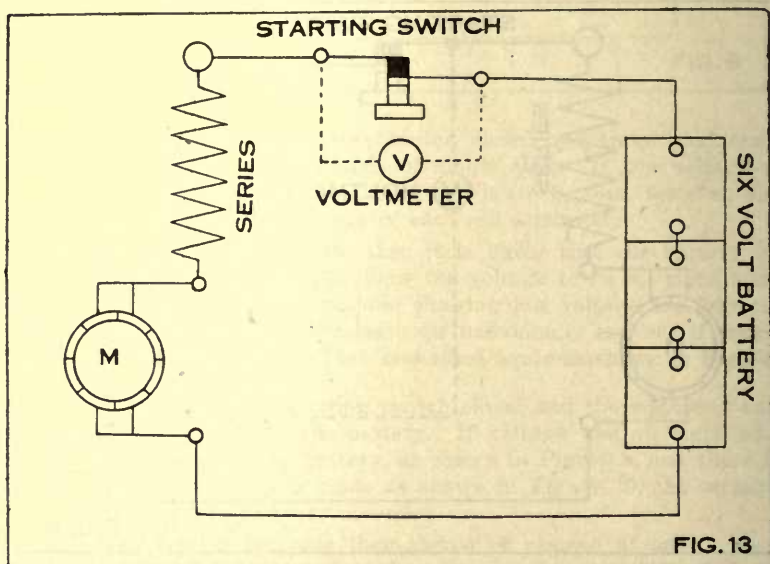 STARTING SWITCH
SERIES
V
VOLTMETER
SIX VOLT BATTERY
M
FIG. 13